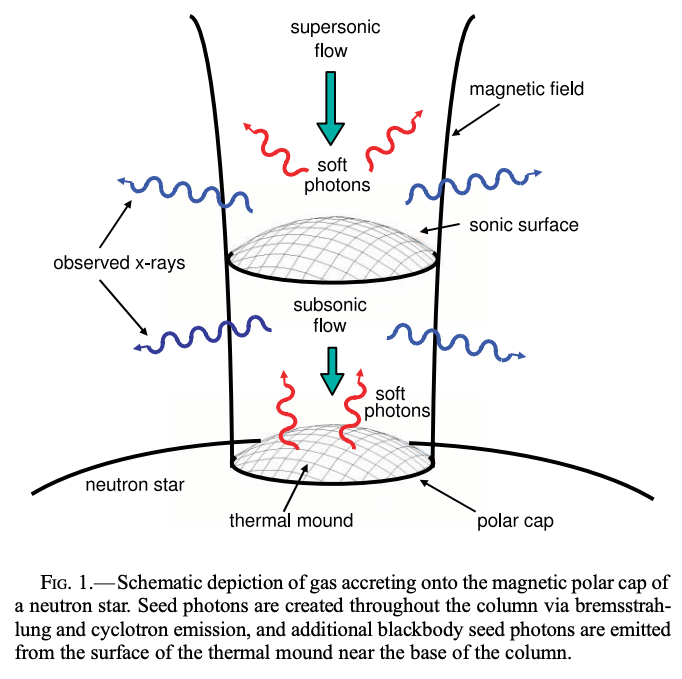 supersonic
flow
magnetic field
soft
photons
sonic surface
observed x-rays
subsonic
flow
soft
photons
neutron star
thermal mound
polar cap
FIG. 1.—Schematic depiction of gas accreting onto the magnetic polar cap of
a neutron star. Seed photons are created throughout the column via bremsstrah-
lung and cyclotron emission, and additional blackbody seed photons are emitted
from the surface of the thermal mound near the base of the column.